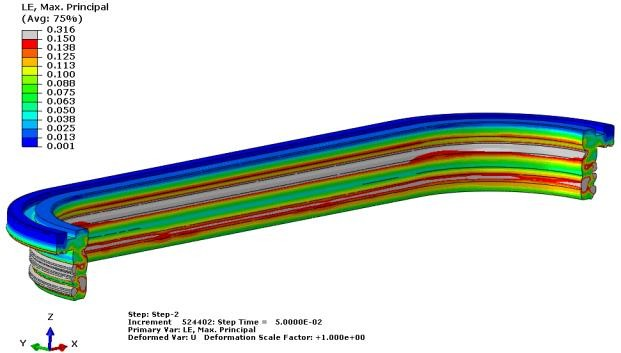 LE, Max. Principal
(Avg: 75%)
0.316
0.150
0.138
0.125
0.113
0.100
0.088
0.075
0.063
0.050
0.038
0.025
0.013
0.001
Step: Step-2
Increment 524402: Step Time = 5.0000E-02
Primary Var: LE, Max. Principal
Deformed Var: U Deformation Scale Factor: +1.000e+00
Z
Y X